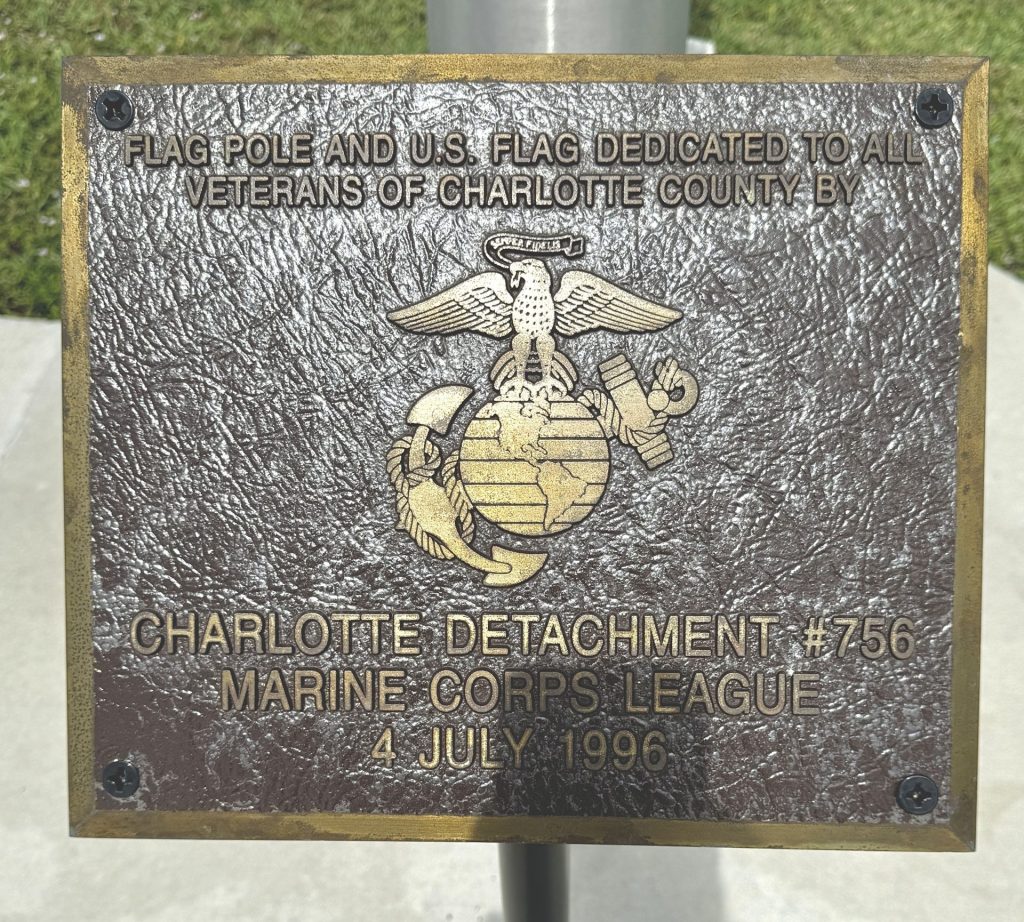 FLAG POLE AND U.S. FLAG DEDICATED TO ALL
VETERANS OF CHARLOTTE COUNTY BY
SEMPER FIDELIS
CHARLOTTE DETACHMENT #756
MARINE CORPS LEAGUE
4 JULY 1996